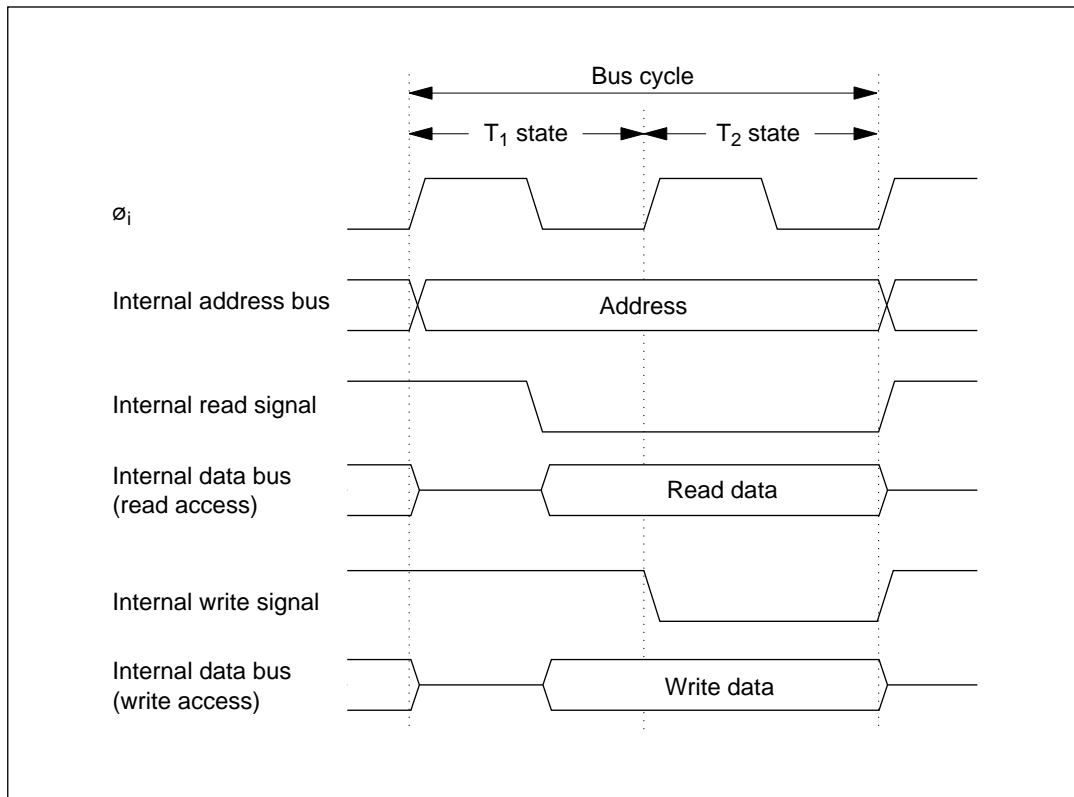 Bus cycle
T₁ state
T₂ state
øᵢ
Internal address bus
Address
Internal read signal
Internal data bus
(read access)
Read data
Internal write signal
Internal data bus
(write access)
Write data